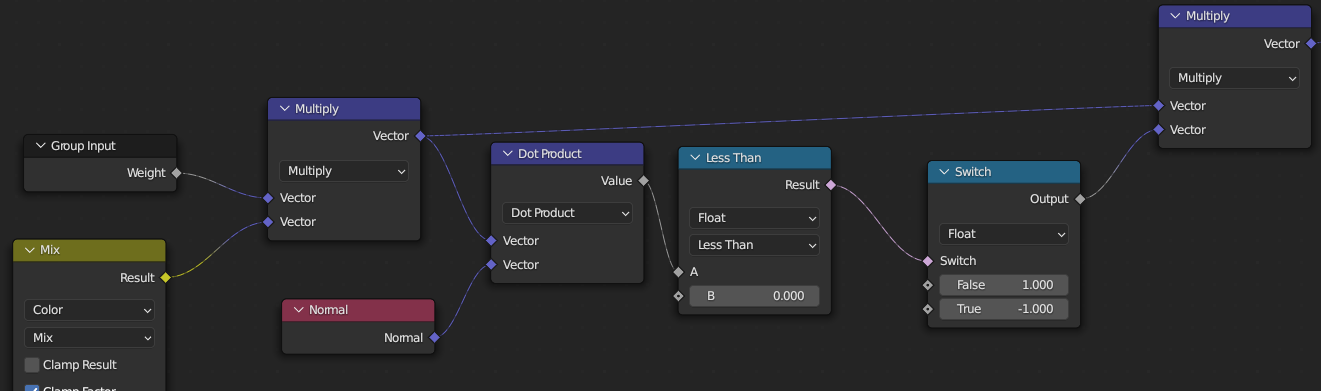 Group Input
Weight
Mix
Result
Color
Mix
Clamp Result
Clamp Factor
Multiply
Vector
Multiply
Vector
Vector
Normal
Normal
Dot Product
Value
Dot Product
Vector
Vector
Less Than
Result
Float
Less Than
A
B 0.000
Switch
Output
Float
Switch
False 1.000
True -1.000
Multiply
Vector
Multiply
Vector
Vector